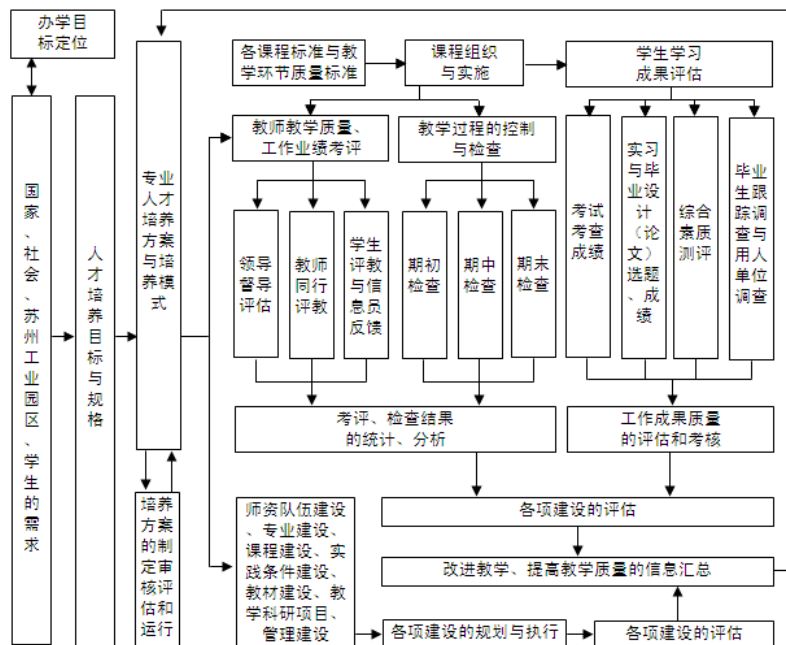 办学目
标定位
国家、社会、苏州工业园区、学生的需求
人才培养目标与规格
专业
人才
培养
方案
与培
养模
式
培养
方案
的制
定审
核评
估和
运行
各课程标准与教
学环节质量标准
课程组织
与实施
学生学习
成果评估
教师教学质量、
工作业绩考评
教学过程的控制
与检查
领导
督导
评估
教师
同行
评教
学生
评教
与信
息员
反馈
期初
检查
期中
检查
期末
检查
考试
考查
成绩
实习
与毕
业设
计
（论
文）
选题
、成
绩
综合
素质
测评
毕业
生跟
踪调
查与
用人
单位
调查
考评、检查结果
的统计、分析
工作成果质量
的评估和考核
师资队伍建设
、专业建设、
课程建设、实
践条件建设、
教材建设、教
学科研项目、
管理建设
各项建设的评估
改进教学、提高教学质量的信息汇总
各项建设的规划与执行
各项建设的评估